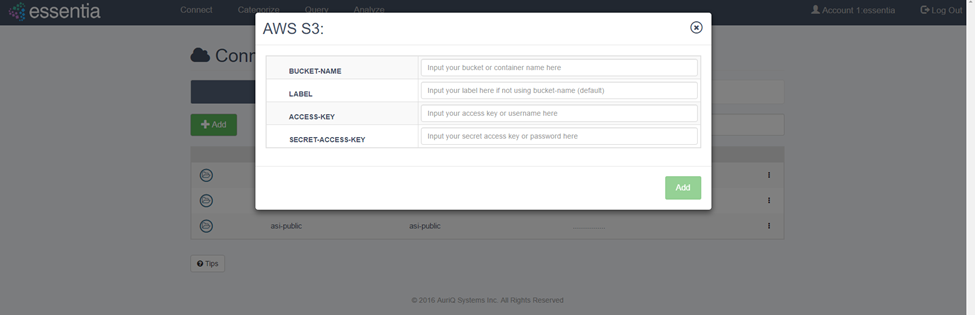 essentia
Connect Categorize Query Analyze
Account 1:essentia
Log Out
AWS S3:
Conn
BUCKET-NAME
Input your bucket or container name here
LABEL
Input your label here if not using bucket-name (default)
ACCESS-KEY
Input your access key or username here
SECRET-ACCESS-KEY
Input your secret access key or password here
Add
Add
asi-public asi-public
Tips
© 2016 AuriQ Systems Inc. All Rights Reserved